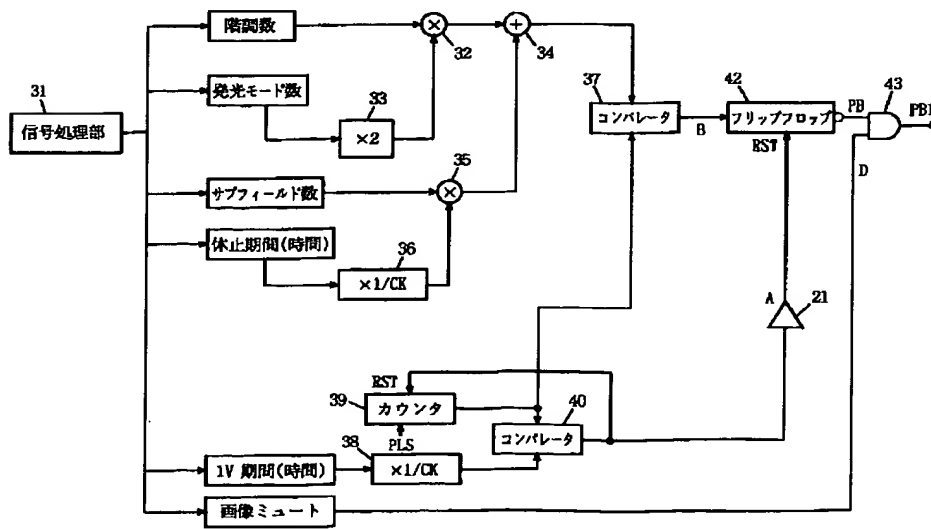 階調数
32
34
発光モード数
33
×2
31
信号処理部
37
コンパレータ
B
42
フリップフロップ
RST
PB
43
PBL
D
35
サブフィールド数
休止期間(時間)
36
×1/CK
A
21
RST
39
カウンタ
PLS
40
コンパレータ
38
1V 期間(時間)
×1/CK
画像ミュート